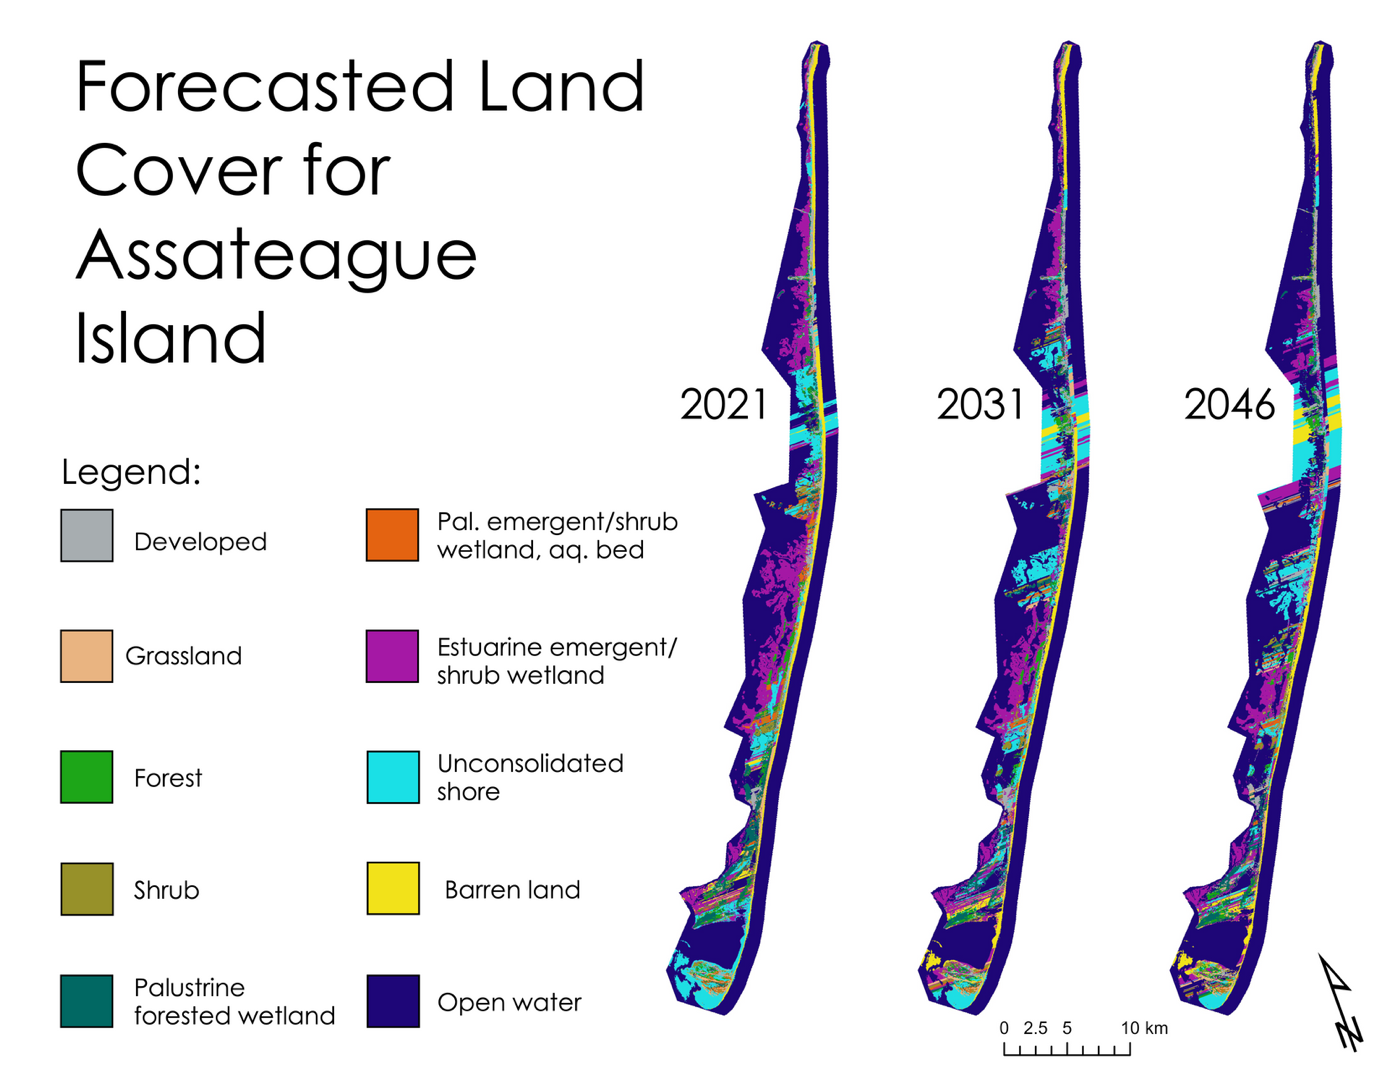 Forecasted Land
Cover for
Assateague
Island
2021
2031
2046
Legend:
Developed
Grassland
Forest
Shrub
Palustrine
forested wetland
Pal. emergent/shrub
wetland, aq. bed
Estuarine emergent/
shrub wetland
Unconsolidated
shore
Barren land
Open water
0 2.5 5 10 km
N